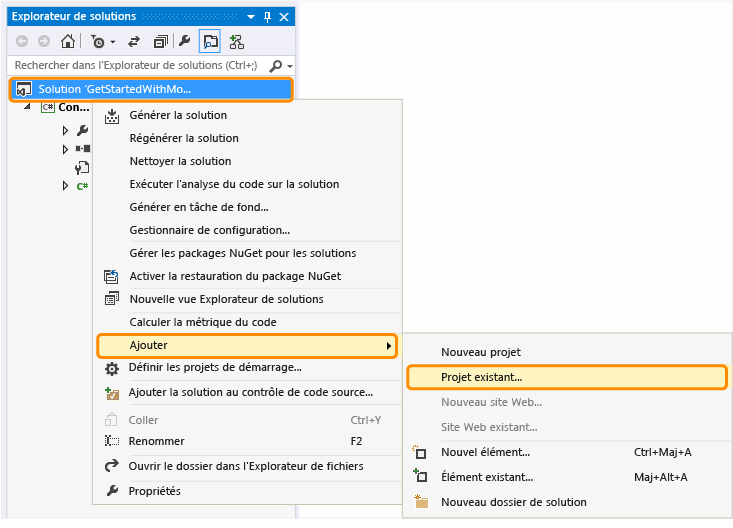 Explorateur de solutions
Rechercher dans l'Explorateur de solutions (Ctrl+;)
Solution 'GetStartedWithMo...
C# Con...
C#
Générer la solution
Régénérer la solution
Nettoyer la solution
Exécuter l'analyse du code sur la solution
Générer en tâche de fond...
Gestionnaire de configuration...
Gérer les packages NuGet pour les solutions
Activer la restauration du package NuGet
Nouvelle vue Explorateur de solutions
Calculer la métrique du code
Ajouter
Définir les projets de démarrage...
Ajouter la solution au contrôle de code source...
Coller Ctrl+Y
Renommer F2
Ouvrir le dossier dans l'Explorateur de fichiers
Propriétés
Nouveau projet
Projet existant...
Nouveau site Web...
Site Web existant...
Nouvel élément... Ctrl+Maj+A
Élément existant... Maj+Alt+A
Nouveau dossier de solution